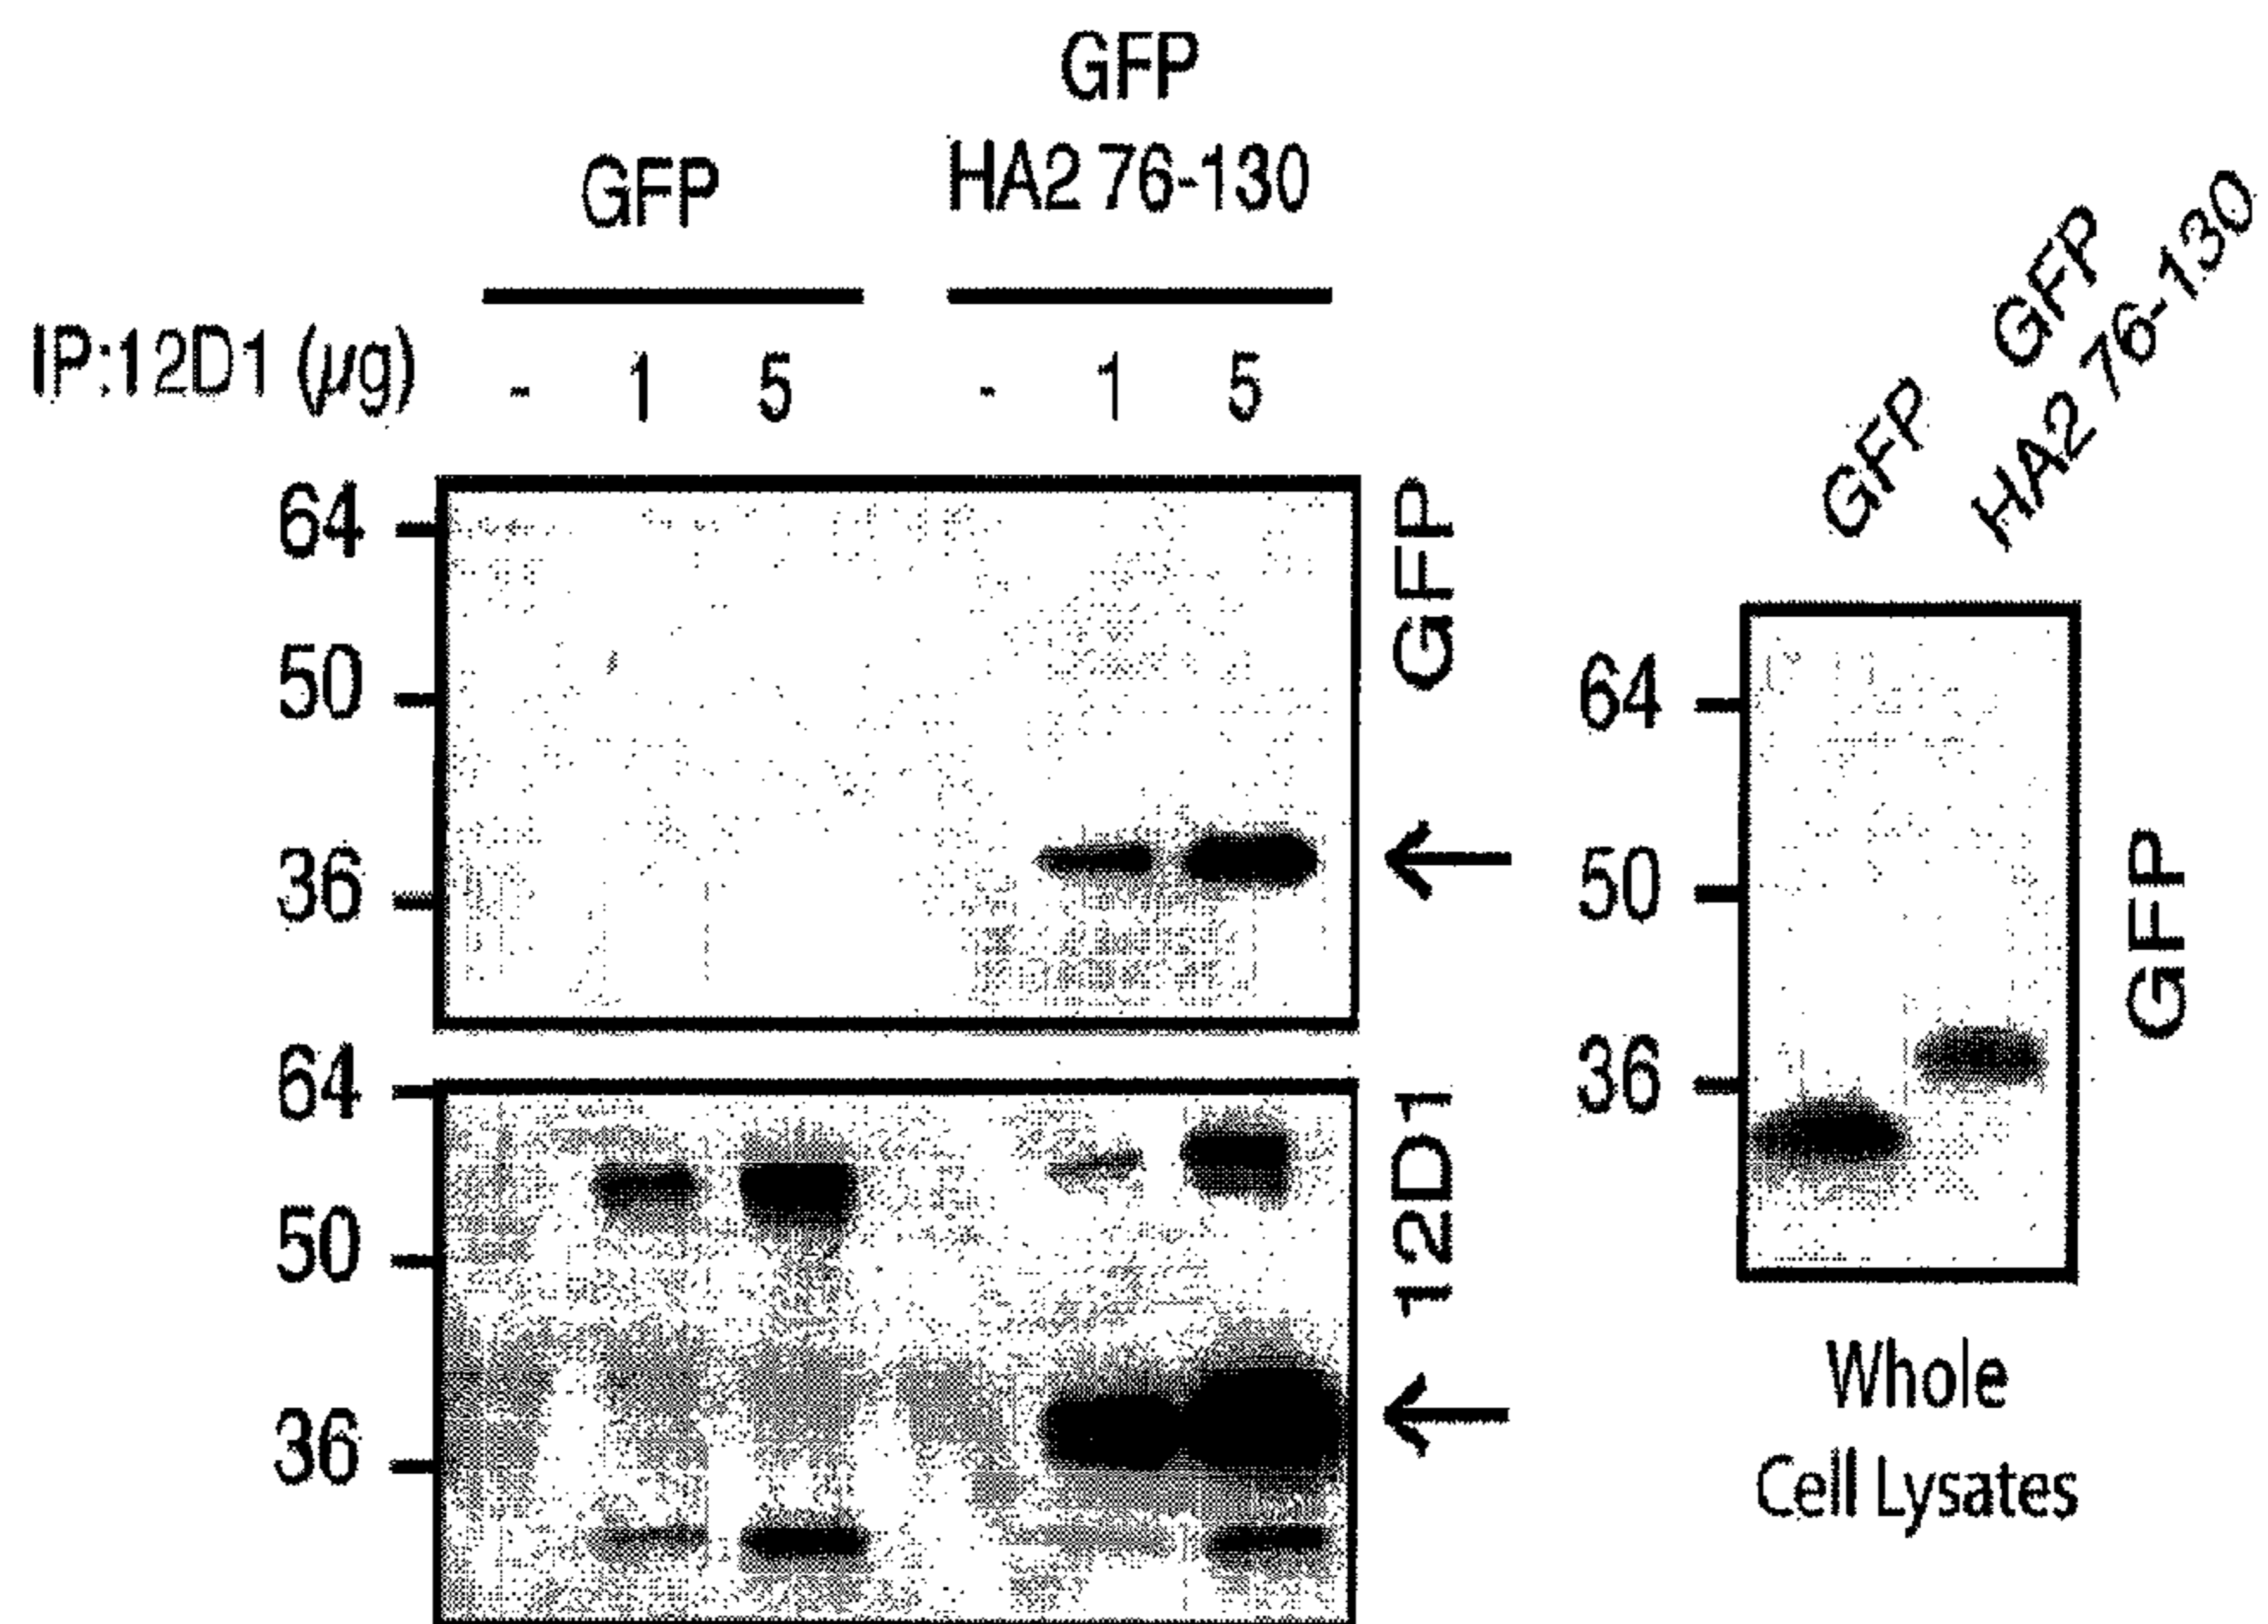 GFP
GFP
HA2 76-130
IP:12D1 (µg)
- 1 5 - 1 5
64
50
36
GFP
64
50
36
12D1
GFP
GFP
HA2 76-130
64
50
36
GFP
Whole
Cell Lysates